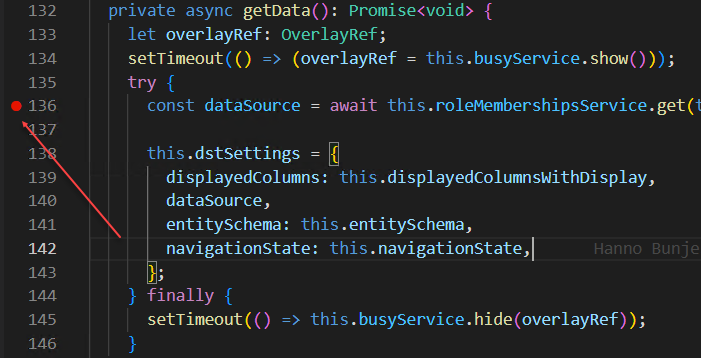 132 private async getData(): Promise<void> {
133 let overlayRef: OverlayRef;
134 setTimeout(() => (overlayRef = this.busyService.show()));
135 try {
136 const dataSource = await this.roleMembershipsService.get(t
137
138 this.dstSettings = {
139 displayedColumns: this.displayedColumnsWithDisplay,
140 dataSource,
141 entitySchema: this.entitySchema,
142 navigationState: this.navigationState, Hanno Bunje
143 };
144 } finally {
145 setTimeout(() => this.busyService.hide(overlayRef));
146 }